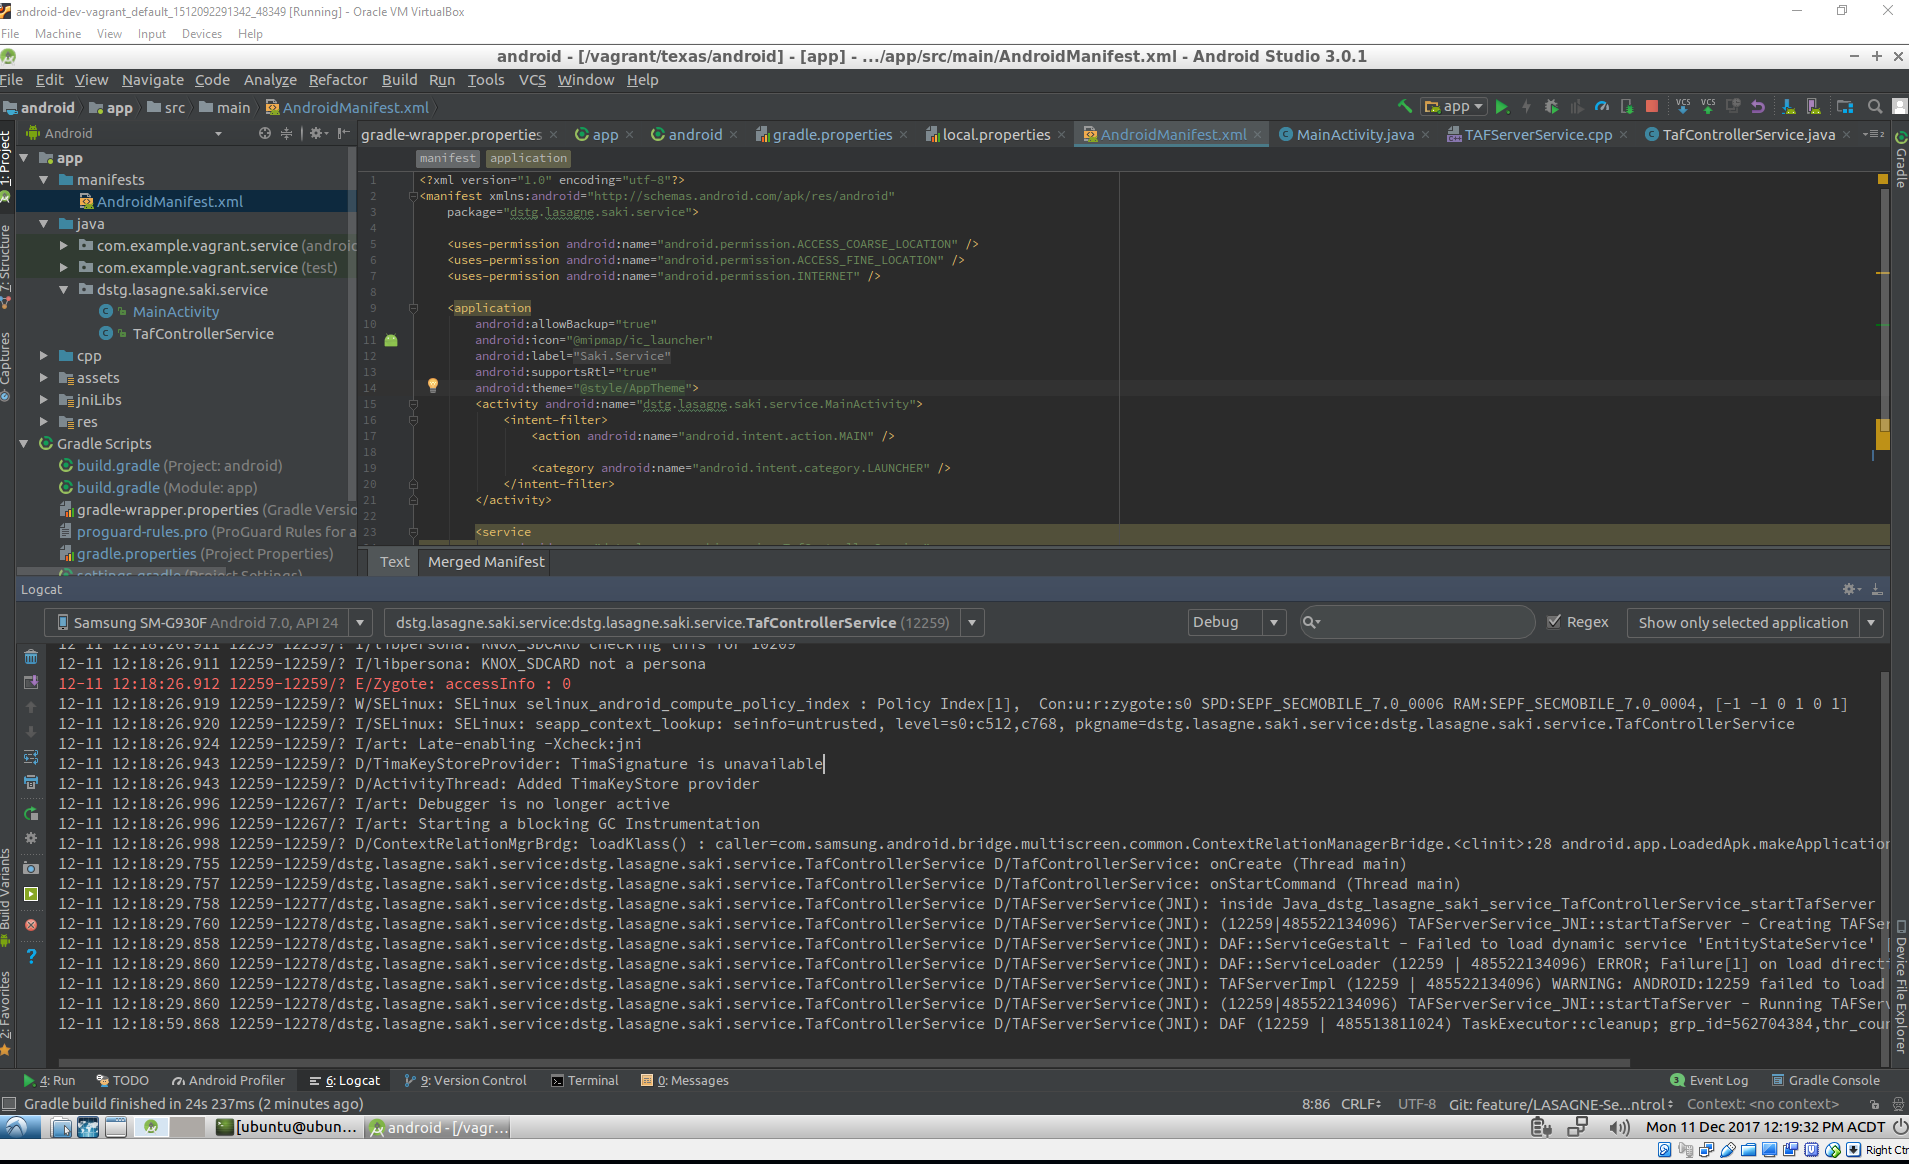 android-dev-vagrant_default_1512092291342_48349 [Running] - Oracle VM VirtualBox
File Machine View Input Devices Help
android - [/vagrant/texas/android] - [app] - .../app/src/main/AndroidManifest.xml - Android Studio 3.0.1
File Edit View Navigate Code Analyze Refactor Build Run Tools VCS Window Help
android app src main AndroidManifest.xml
app
VCS VCS
Android
gradle-wrapper.properties app android gradle.properties local.properties AndroidManifest.xml MainActivity.java TAFServerService.cpp TafControllerService.java
1: Project
7: Structure
Captures
Build Variants
2: Favorites
Gradle
Device File Explorer
app
manifests
AndroidManifest.xml
java
com.example.vagrant.service (androi
com.example.vagrant.service (test)
dstg.lasagne.saki.service
MainActivity
TafControllerService
cpp
assets
jniLibs
res
Gradle Scripts
build.gradle (Project: android)
build.gradle (Module: app)
gradle-wrapper.properties (Gradle Versio
proguard-rules.pro (ProGuard Rules for a
gradle.properties (Project Properties)
settings.gradle (Project Settings)
manifest application
1 <?xml version="1.0" encoding="utf-8"?>
2 <manifest xmlns:android="http://schemas.android.com/apk/res/android"
3 package="dstg.lasagne.saki.service">
4
5 <uses-permission android:name="android.permission.ACCESS_COARSE_LOCATION" />
6 <uses-permission android:name="android.permission.ACCESS_FINE_LOCATION" />
7 <uses-permission android:name="android.permission.INTERNET" />
8
9 <application
10 android:allowBackup="true"
11 android:icon="@mipmap/ic_launcher"
12 android:label="Saki.Service"
13 android:supportsRtl="true"
14 android:theme="@style/AppTheme">
15 <activity android:name="dstg.lasagne.saki.service.MainActivity">
16 <intent-filter>
17 <action android:name="android.intent.action.MAIN" />
18
19 <category android:name="android.intent.category.LAUNCHER" />
20 </intent-filter>
21 </activity>
22
23 <service
Text Merged Manifest
Logcat
Samsung SM-G930F Android 7.0, API 24 dstg.lasagne.saki.service:dstg.lasagne.saki.service.TafControllerService (12259) Debug Regex Show only selected application
12-11 12:18:26.911 12259-12259/? I/libpersona: KNOX_SDCARD checking this for 10209
12-11 12:18:26.911 12259-12259/? I/libpersona: KNOX_SDCARD not a persona
12-11 12:18:26.912 12259-12259/? E/Zygote: accessInfo : 0
12-11 12:18:26.919 12259-12259/? W/SELinux: SELinux selinux_android_compute_policy_index : Policy Index[1], Con:u:r:zygote:s0 SPD:SEPF_SECMOBILE_7.0_0006 RAM:SEPF_SECMOBILE_7.0_0004, [-1 -1 0 1 0 1]
12-11 12:18:26.920 12259-12259/? I/SELinux: SELinux: seapp_context_lookup: seinfo=untrusted, level=s0:c512,c768, pkgname=dstg.lasagne.saki.service:dstg.lasagne.saki.service.TafControllerService
12-11 12:18:26.924 12259-12259/? I/art: Late-enabling -Xcheck:jni
12-11 12:18:26.943 12259-12259/? D/TimaKeyStoreProvider: TimaSignature is unavailable
12-11 12:18:26.943 12259-12259/? D/ActivityThread: Added TimaKeyStore provider
12-11 12:18:26.996 12259-12267/? I/art: Debugger is no longer active
12-11 12:18:26.996 12259-12267/? I/art: Starting a blocking GC Instrumentation
12-11 12:18:26.998 12259-12259/? D/ContextRelationMgrBrdg: loadKlass() : caller=com.samsung.android.bridge.multiscreen.common.ContextRelationManagerBridge.<clinit>:28 android.app.LoadedApk.makeApplication
12-11 12:18:29.755 12259-12259/dstg.lasagne.saki.service:dstg.lasagne.saki.service.TafControllerService D/TafControllerService: onCreate (Thread main)
12-11 12:18:29.757 12259-12259/dstg.lasagne.saki.service:dstg.lasagne.saki.service.TafControllerService D/TafControllerService: onStartCommand (Thread main)
12-11 12:18:29.758 12259-12277/dstg.lasagne.saki.service:dstg.lasagne.saki.service.TafControllerService D/TAFServerService(JNI): inside Java_dstg_lasagne_saki_service_TafControllerService_startTafServer
12-11 12:18:29.760 12259-12278/dstg.lasagne.saki.service:dstg.lasagne.saki.service.TafControllerService D/TAFServerService(JNI): (12259|485522134096) TAFServerService_JNI::startTafServer - Creating TAFSer
12-11 12:18:29.858 12259-12278/dstg.lasagne.saki.service:dstg.lasagne.saki.service.TafControllerService D/TAFServerService(JNI): DAF::ServiceGestalt - Failed to load dynamic service 'EntityStateService' [
12-11 12:18:29.860 12259-12278/dstg.lasagne.saki.service:dstg.lasagne.saki.service.TafControllerService D/TAFServerService(JNI): DAF::ServiceLoader (12259 | 485522134096) ERROR; Failure[1] on load directi
12-11 12:18:29.860 12259-12278/dstg.lasagne.saki.service:dstg.lasagne.saki.service.TafControllerService D/TAFServerService(JNI): TAFServerImpl (12259 | 485522134096) WARNING: ANDROID:12259 failed to load
12-11 12:18:29.860 12259-12278/dstg.lasagne.saki.service:dstg.lasagne.saki.service.TafControllerService D/TAFServerService(JNI): (12259|485522134096) TAFServerService_JNI::startTafServer - Running TAFServ
12-11 12:18:59.868 12259-12278/dstg.lasagne.saki.service:dstg.lasagne.saki.service.TafControllerService D/TAFServerService(JNI): DAF (12259 | 485513811024) TaskExecutor::cleanup; grp_id=562704384,thr_cou
4: Run TODO Android Profiler 6: Logcat 9: Version Control Terminal 0: Messages 3 Event Log Gradle Console
Gradle build finished in 24s 237ms (2 minutes ago) 8:86 CRLF UTF-8 Git: feature/LASAGNE-Se...ntrol Context: <no context>
[ubuntu@ubun... android - [/vagr... Mon 11 Dec 2017 12:19:32 PM ACDT
Right Ctr